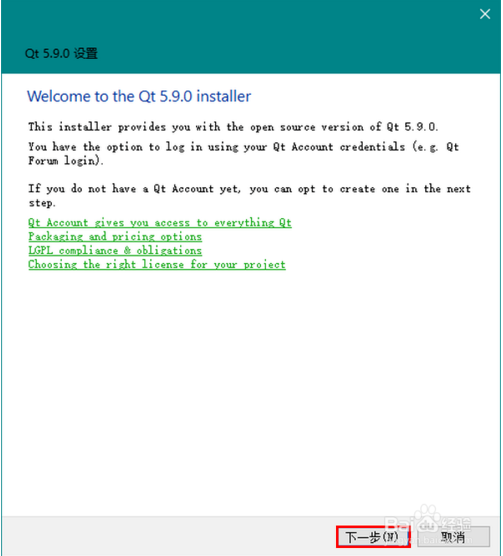 Qt 5.9.0 设置
Welcome to the Qt 5.9.0 installer
This installer provides you with the open source version of Qt 5.9.0.
You have the option to log in using your Qt Account credentials (e.g. Qt
Forum login).
If you do not have a Qt Account yet, you can opt to create one in the next
step.
Qt Account gives you access to everything Qt
Packaging and pricing options
LGPL compliance & obligations
Choosing the right license for your project
Baidu 经验
下一步(N)
取消